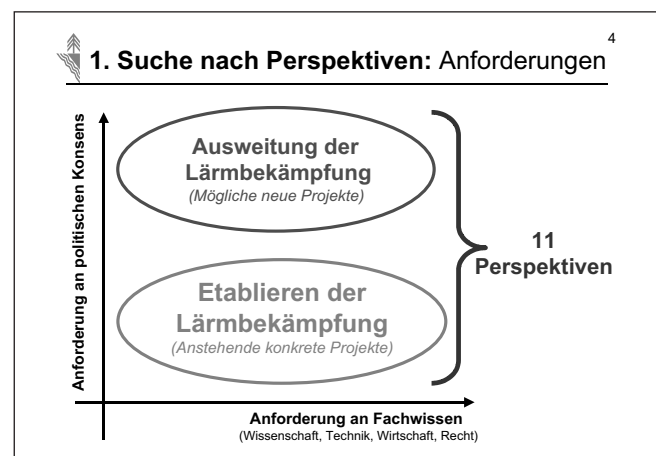 4
1. Suche nach Perspektiven: Anforderungen
Anforderung an politischen Konsens
Ausweitung der
Lärmbekämpfung
(Mögliche neue Projekte)
Etablieren der
Lärmbekämpfung
(Anstehende konkrete Projekte)
11
Perspektiven
Anforderung an Fachwissen
(Wissenschaft, Technik, Wirtschaft, Recht)